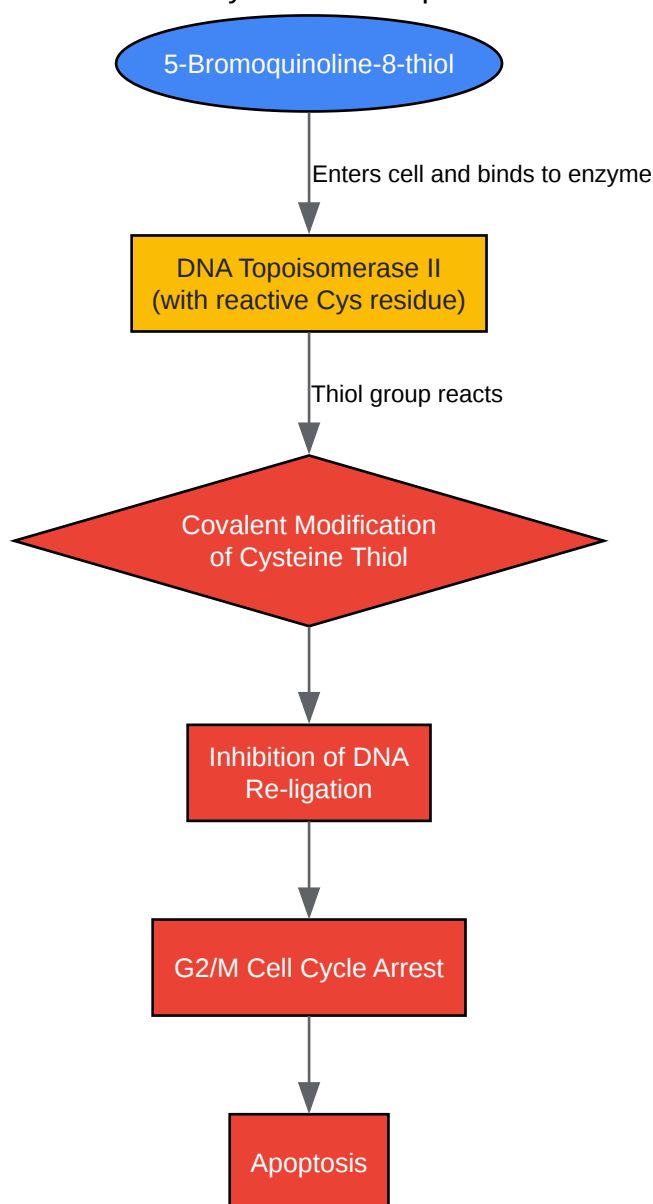 5-Bromoquinoline-8-thiol
Enters cell and binds to enzyme
DNA Topoisomerase II
(with reactive Cys residue)
Thiol group reacts
Covalent Modification
of Cysteine Thiol
Inhibition of DNA
Re-ligation
G2/M Cell Cycle Arrest
Apoptosis